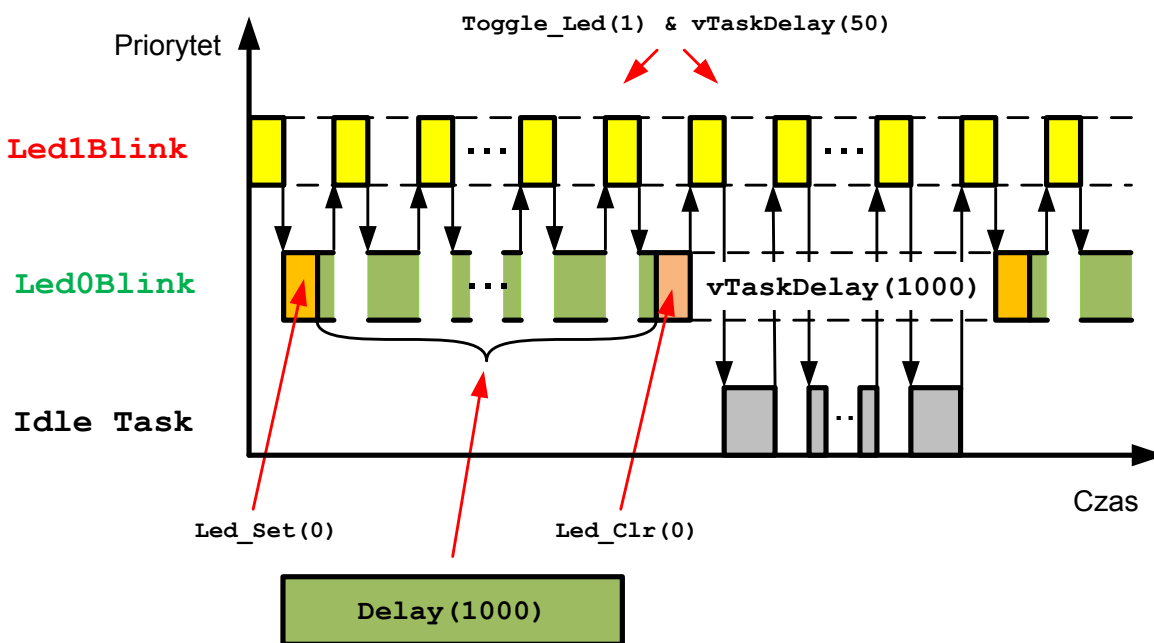 Toggle_Led(1) & vTaskDelay(50)
Priorytet
Led1Blink
...
...
Led0Blink
...
vTaskDelay(1000)
Idle Task
..
Czas
Led_Set(0)
Led_Clr(0)
Delay(1000)